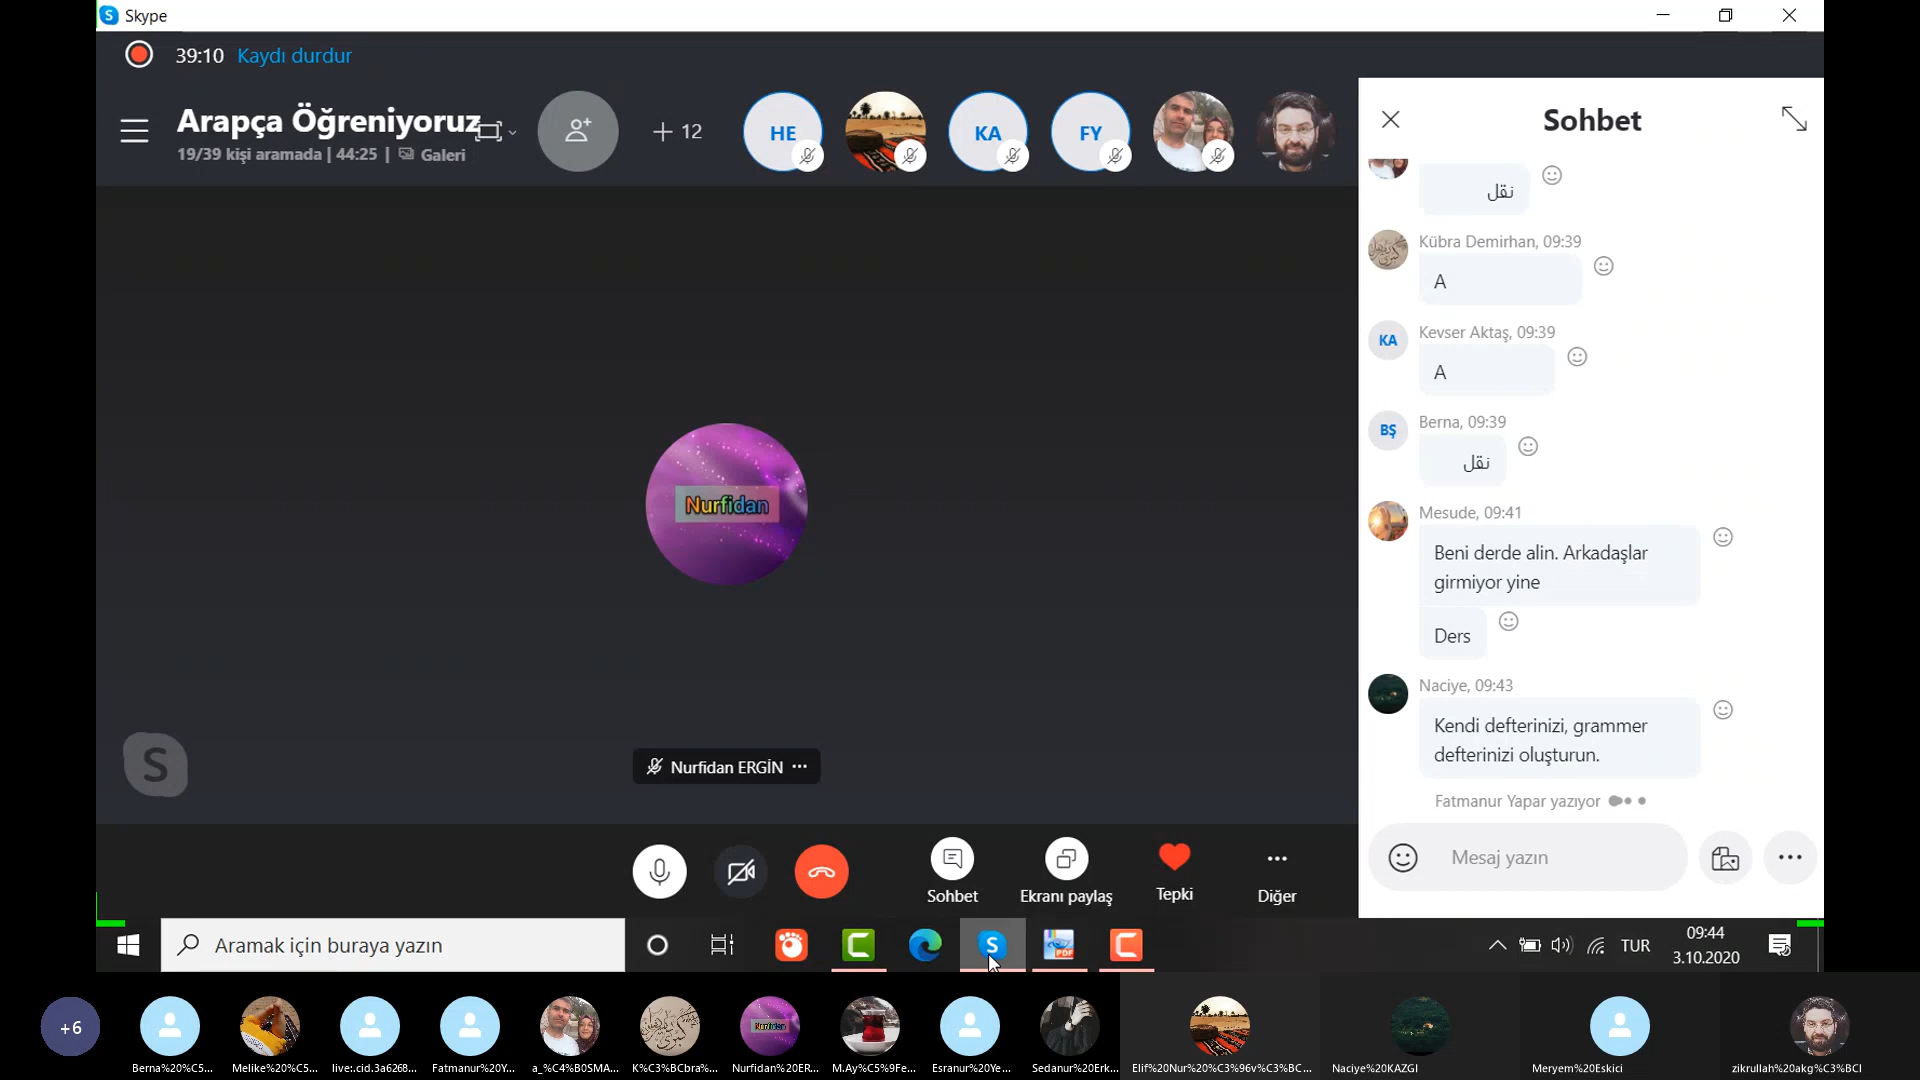 Skype
39:10 Kaydı durdur
Arapça Öğreniyoruz
19/39 kişi aramada | 44:25 | Galeri
+ 12
HE
KA
FY
Sohbet
نقل
Kübra Demirhan, 09:39
A
KA
Kevser Aktaş, 09:39
A
BŞ
Berna, 09:39
نقل
Mesude, 09:41
Beni derde alin. Arkadaşlar
girmiyor yine
Ders
Naciye, 09:43
Kendi defterinizi, grammer
defterinizi oluşturun.
Fatmanur Yapar yazıyor
Mesaj yazın
Nurfidan
Nurfidan ERGİN
Sohbet
Ekranı paylaş
Tepki
Diğer
Aramak için buraya yazın
PDF
TUR
09:44
3.10.2020
+6
Berna%20%C5...
Melike%20%C5...
live:.cid.3a6268...
Fatmanur%20Y...
a_%C4%B0SMA...
K%C3%BCbra%...
Nurfidan%20ER...
M.Ay%C5%9Fe...
Esranur%20Ye...
Sedanur%20Erk...
Elif%20Nur%20%C3%96v%C3%BC...
Naciye%20KAZGI
Meryem%20Eskici
zikrullah%20akg%C3%BCl